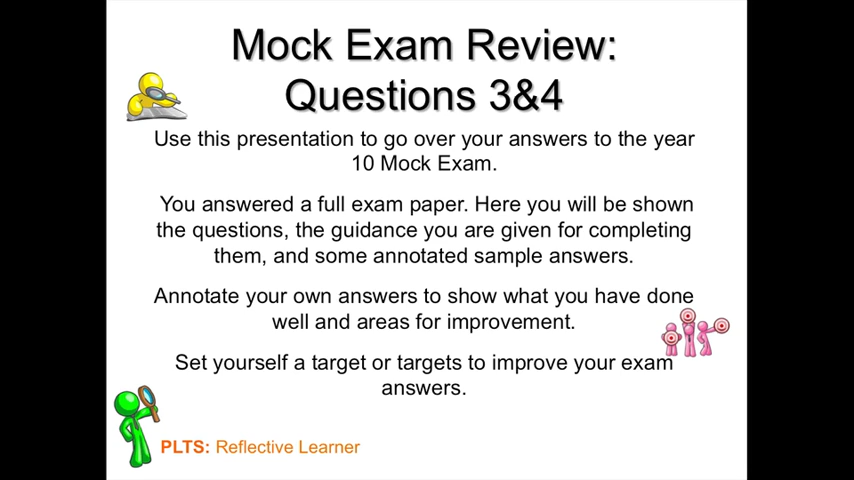 Mock Exam Review:
Questions 3&4
Use this presentation to go over your answers to the year
10 Mock Exam.
You answered a full exam paper. Here you will be shown
the questions, the guidance you are given for completing
them, and some annotated sample answers.
Annotate your own answers to show what you have done
well and areas for improvement.
Set yourself a target or targets to improve your exam
answers.
PLTS: Reflective Learner